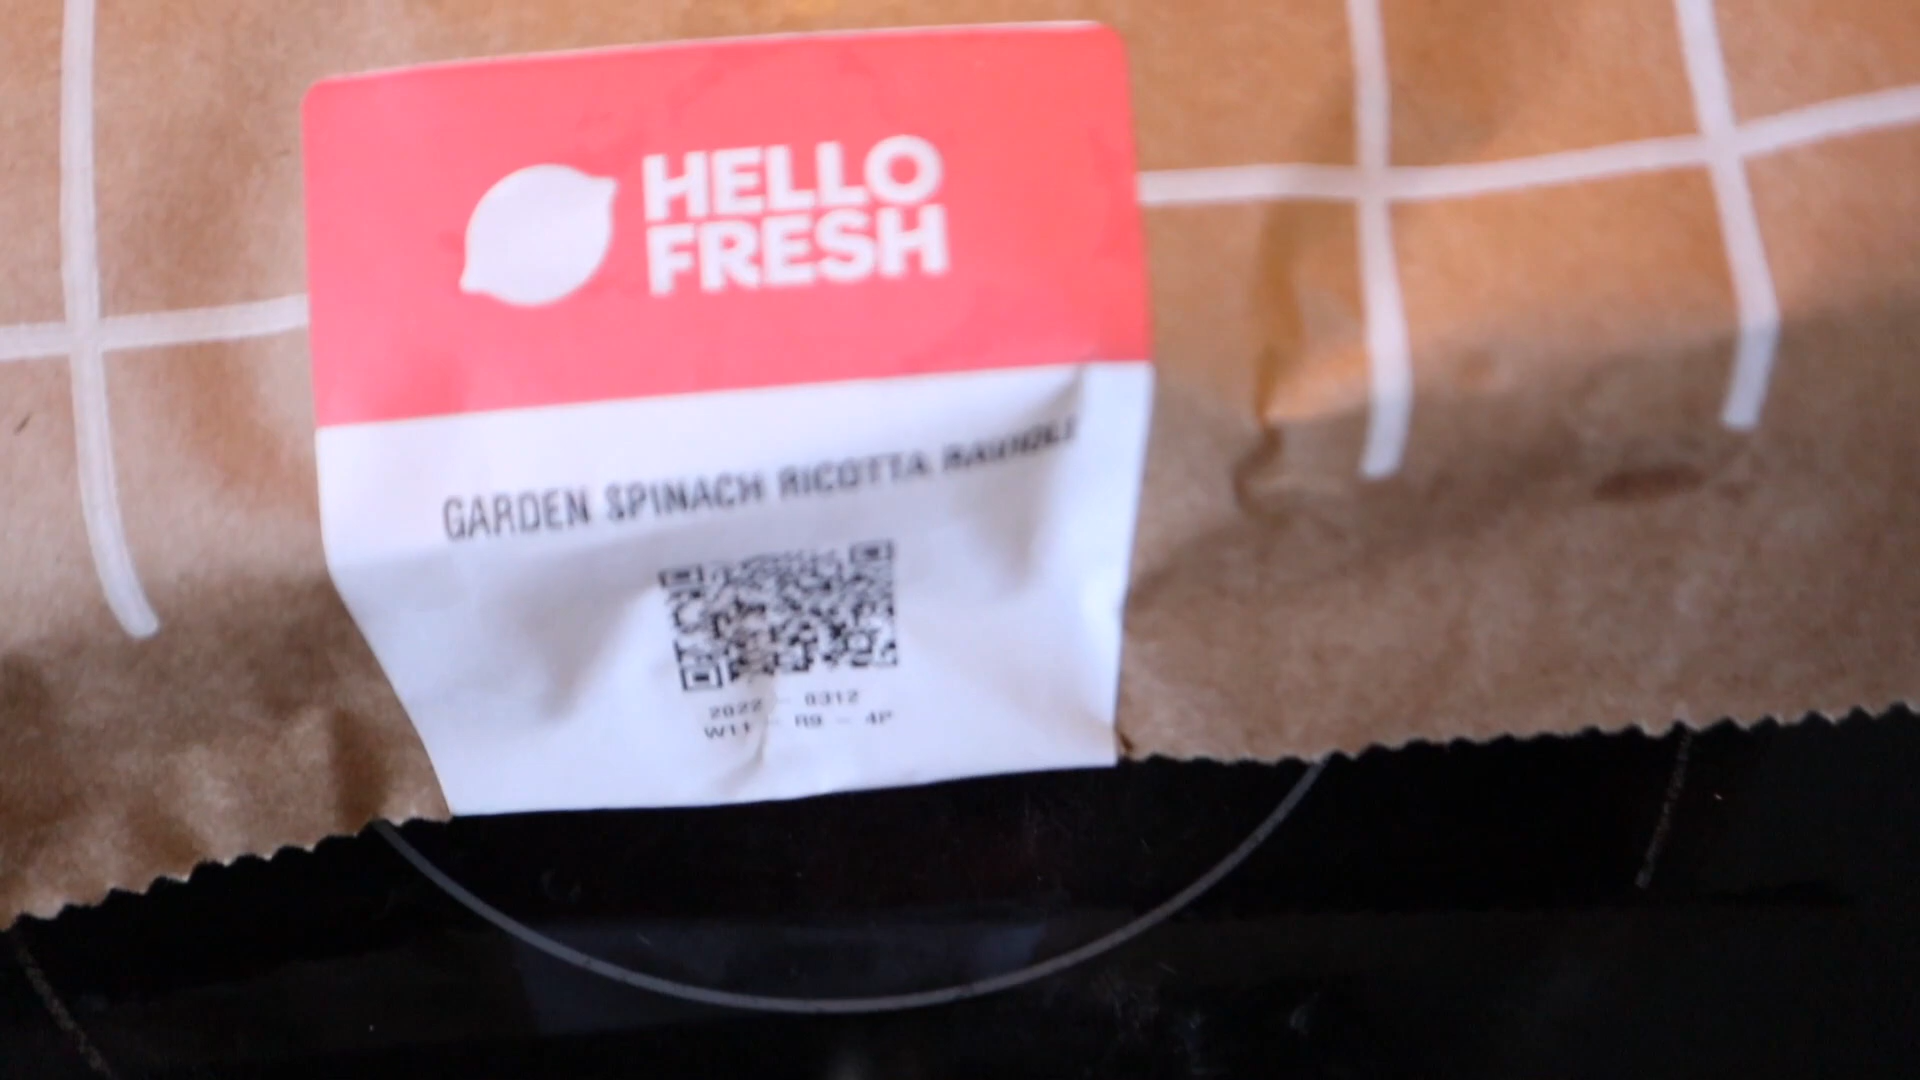 HELLO
FRESH
GARDEN SPINACH RICOTTA RAVIOLI
2022 - 0312
W11 - R9 - 4P